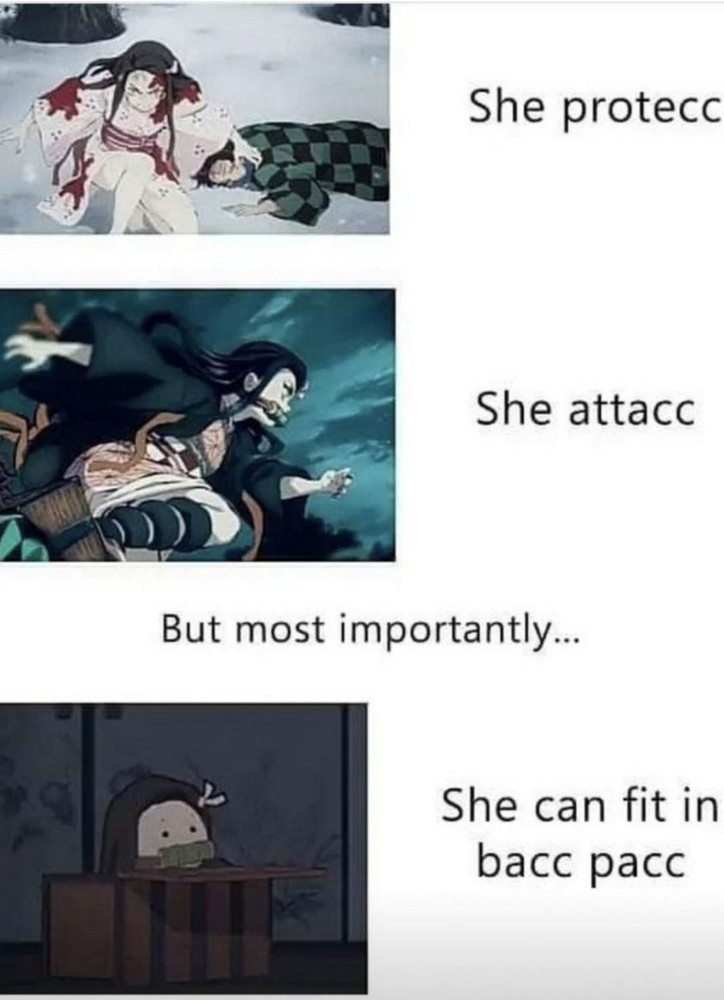 She protecc
She attacc
But most importantly...
She can fit in
bacc pacc